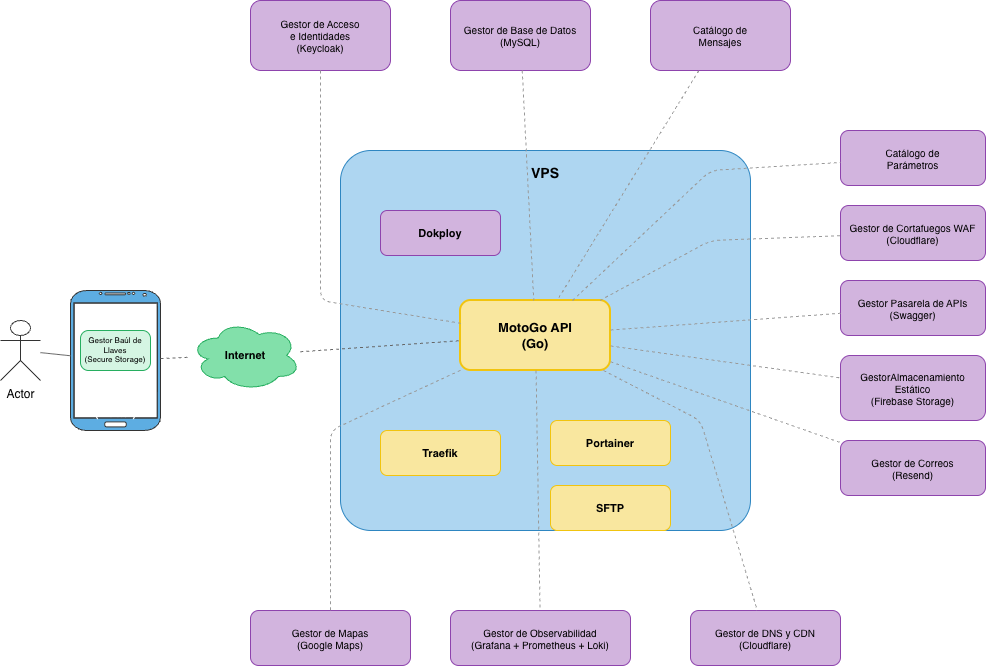 Gestor de Acceso
e Identidades
(Keycloak)
Gestor de Base de Datos
(MySQL)
Catálogo de
Mensajes
VPS
Catálogo de
Parámetros
Dokploy
Gestor de Cortafuegos WAF
(Cloudflare)
Gestor Pasarela de APIs
(Swagger)
MotoGo API
(Go)
Gestor Baúl de
Llaves
(Secure Storage)
Internet
Actor
GestorAlmacenamiento
Estático
(Firebase Storage)
Traefik
Portainer
Gestor de Correos
(Resend)
SFTP
Gestor de Mapas
(Google Maps)
Gestor de Observabilidad
(Grafana + Prometheus + Loki)
Gestor de DNS y CDN
(Cloudflare)